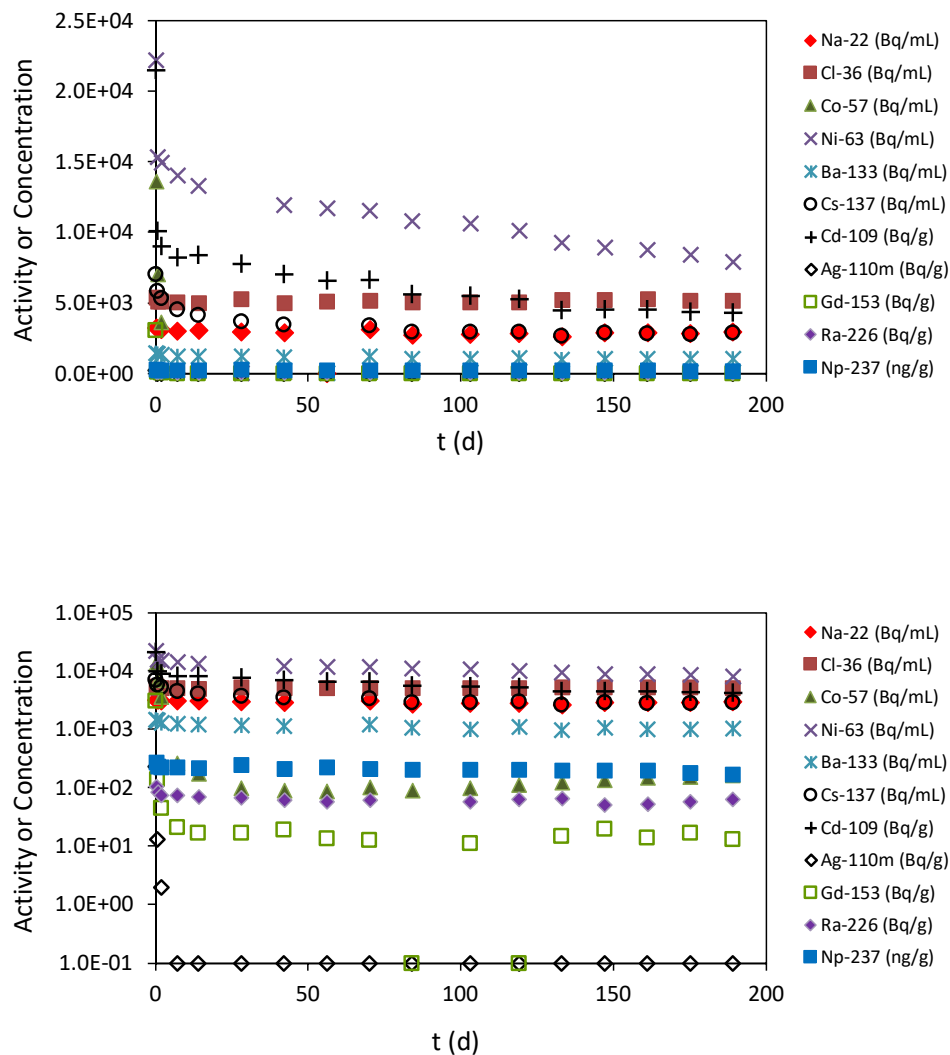 2.5E+04
2.0E+04
1.5E+04
1.0E+04
5.0E+03
0.0E+00
Activity or Concentration
0 50 100 150 200
t (d)
Na-22 (Bq/mL)
Cl-36 (Bq/mL)
Co-57 (Bq/mL)
Ni-63 (Bq/mL)
Ba-133 (Bq/mL)
Cs-137 (Bq/mL)
Cd-109 (Bq/g)
Ag-110m (Bq/g)
Gd-153 (Bq/g)
Ra-226 (Bq/g)
Np-237 (ng/g)
1.0E+05
1.0E+04
1.0E+03
1.0E+02
1.0E+01
1.0E+00
1.0E-01
Activity or Concentration
0 50 100 150 200
t (d)
Na-22 (Bq/mL)
Cl-36 (Bq/mL)
Co-57 (Bq/mL)
Ni-63 (Bq/mL)
Ba-133 (Bq/mL)
Cs-137 (Bq/mL)
Cd-109 (Bq/g)
Ag-110m (Bq/g)
Gd-153 (Bq/g)
Ra-226 (Bq/g)
Np-237 (ng/g)